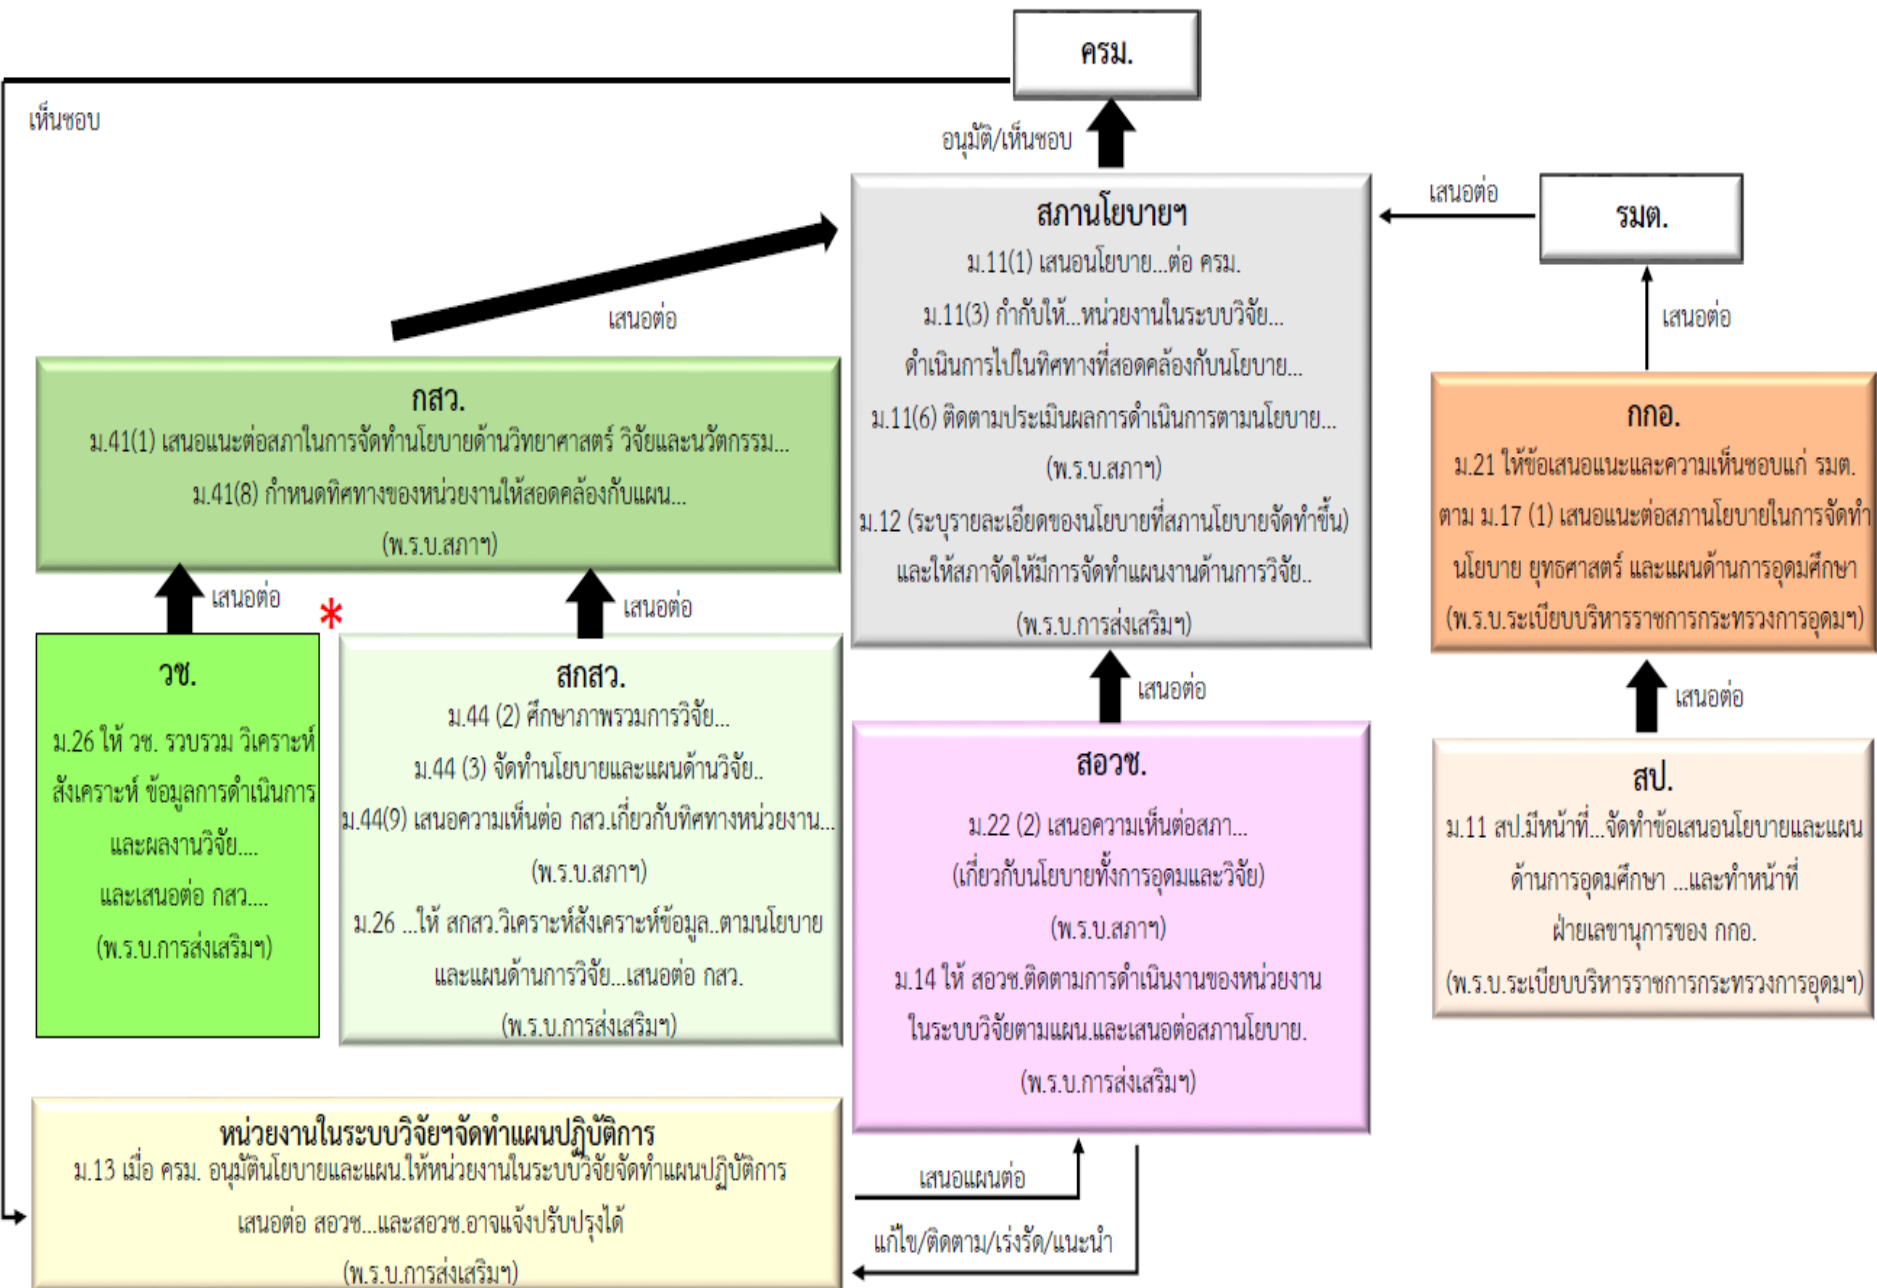 ครม.
เห็นชอบ
อนุมัติ/เห็นชอบ
สภานโยบายฯ
ม.11(1) เสนอนโยบาย...ต่อ ครม.
ม.11(3) กำกับให้...หน่วยงานในระบบวิจัย...
ดำเนินการไปในทิศทางที่สอดคล้องกับนโยบาย...
ม.11(6) ติดตามประเมินผลการดำเนินการตามนโยบาย...
(พ.ร.บ.สภาฯ)
ม.12 (ระบุรายละเอียดของนโยบายที่สภานโยบายจัดทำขึ้น)
และให้สภาจัดให้มีการจัดทำแผนงานด้านการวิจัย..
(พ.ร.บ.การส่งเสริมฯ)
เสนอต่อ
รมต.
เสนอต่อ
เสนอต่อ
กสว.
ม.41(1) เสนอแนะต่อสภาในการจัดทำนโยบายด้านวิทยาศาสตร์ วิจัยและนวัตกรรม...
ม.41(8) กำหนดทิศทางของหน่วยงานให้สอดคล้องกับแผน...
(พ.ร.บ.สภาฯ)
กกอ.
ม.21 ให้ข้อเสนอแนะและความเห็นชอบแก่ รมต.
ตาม ม.17 (1) เสนอแนะต่อสภานโยบายในการจัดทำ
นโยบาย ยุทธศาสตร์ และแผนด้านการอุดมศึกษา
(พ.ร.บ.ระเบียบบริหารราชการกระทรวงการอุดมฯ)
เสนอต่อ
*
เสนอต่อ
เสนอต่อ
เสนอต่อ
วช.
ม.26 ให้ วช. รวบรวม วิเคราะห์
สังเคราะห์ ข้อมูลการดำเนินการ
และผลงานวิจัย....
และเสนอต่อ กสว....
(พ.ร.บ.การส่งเสริมฯ)
สกสว.
ม.44 (2) ศึกษาภาพรวมการวิจัย...
ม.44 (3) จัดทำนโยบายและแผนด้านวิจัย..
ม.44(9) เสนอความเห็นต่อ กสว.เกี่ยวกับทิศทางหน่วยงาน...
(พ.ร.บ.สภาฯ)
ม.26 ...ให้ สกสว.วิเคราะห์สังเคราะห์ข้อมูล..ตามนโยบาย
และแผนด้านการวิจัย...เสนอต่อ กสว.
(พ.ร.บ.การส่งเสริมฯ)
สอวช.
ม.22 (2) เสนอความเห็นต่อสภา...
(เกี่ยวกับนโยบายทั้งการอุดมและวิจัย)
(พ.ร.บ.สภาฯ)
ม.14 ให้ สอวช.ติดตามการดำเนินงานของหน่วยงาน
ในระบบวิจัยตามแผน.และเสนอต่อสภานโยบาย.
(พ.ร.บ.การส่งเสริมฯ)
สป.
ม.11 สป.มีหน้าที่...จัดทำข้อเสนอนโยบายและแผน
ด้านการอุดมศึกษา ...และทำหน้าที่
ฝ่ายเลขานุการของ กกอ.
(พ.ร.บ.ระเบียบบริหารราชการกระทรวงการอุดมฯ)
หน่วยงานในระบบวิจัยฯจัดทำแผนปฏิบัติการ
ม.13 เมื่อ ครม. อนุมัตินโยบายและแผน.ให้หน่วยงานในระบบวิจัยจัดทำแผนปฏิบัติการ
เสนอต่อ สอวช...และสอวช.อาจแจ้งปรับปรุงได้
(พ.ร.บ.การส่งเสริมฯ)
เสนอแผนต่อ
แก้ไข/ติดตาม/เร่งรัด/แนะนำ